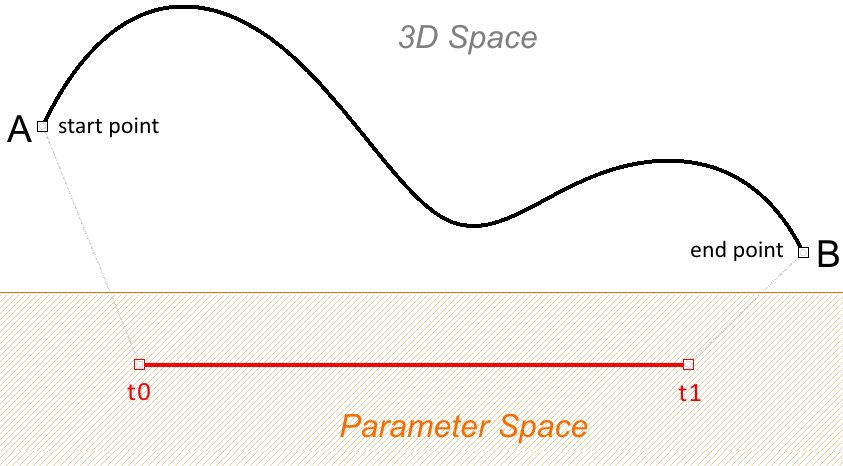 3D Space
A start point
end point B
t0 t1
Parameter Space